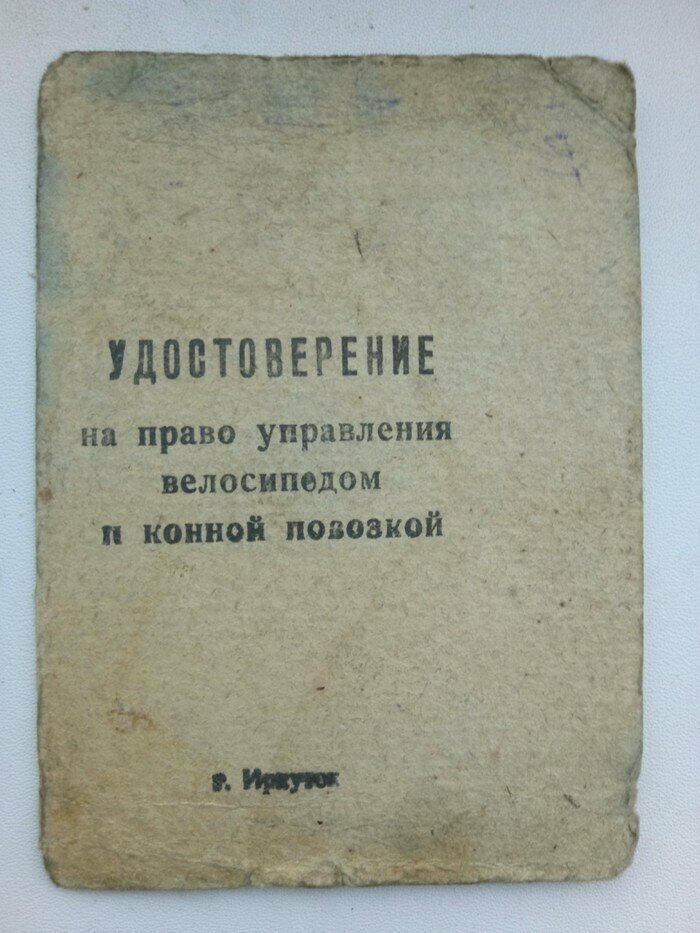 УДОСТОВЕРЕНИЕ
на право управления
велосипедом
и конной повозкой
г. Иркутск